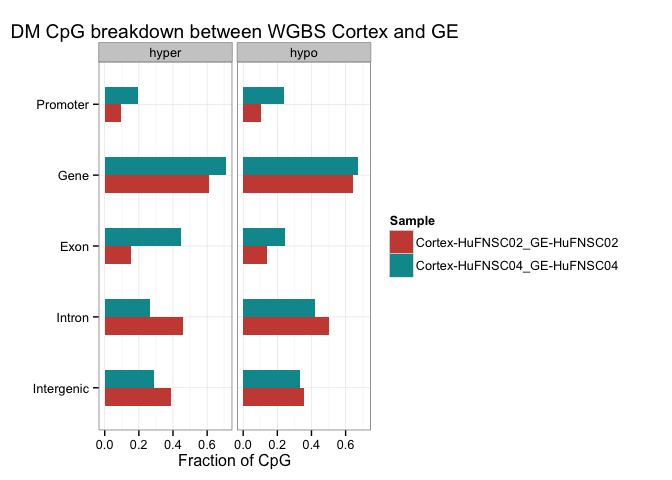 DM CpG breakdown between WGBS Cortex and GE
hyper hypo
Promoter
Gene
Exon
Intron
Intergenic
0.0 0.2 0.4 0.6 0.0 0.2 0.4 0.6
Fraction of CpG
Sample
Cortex-HuFNSC02_GE-HuFNSC02
Cortex-HuFNSC04_GE-HuFNSC04